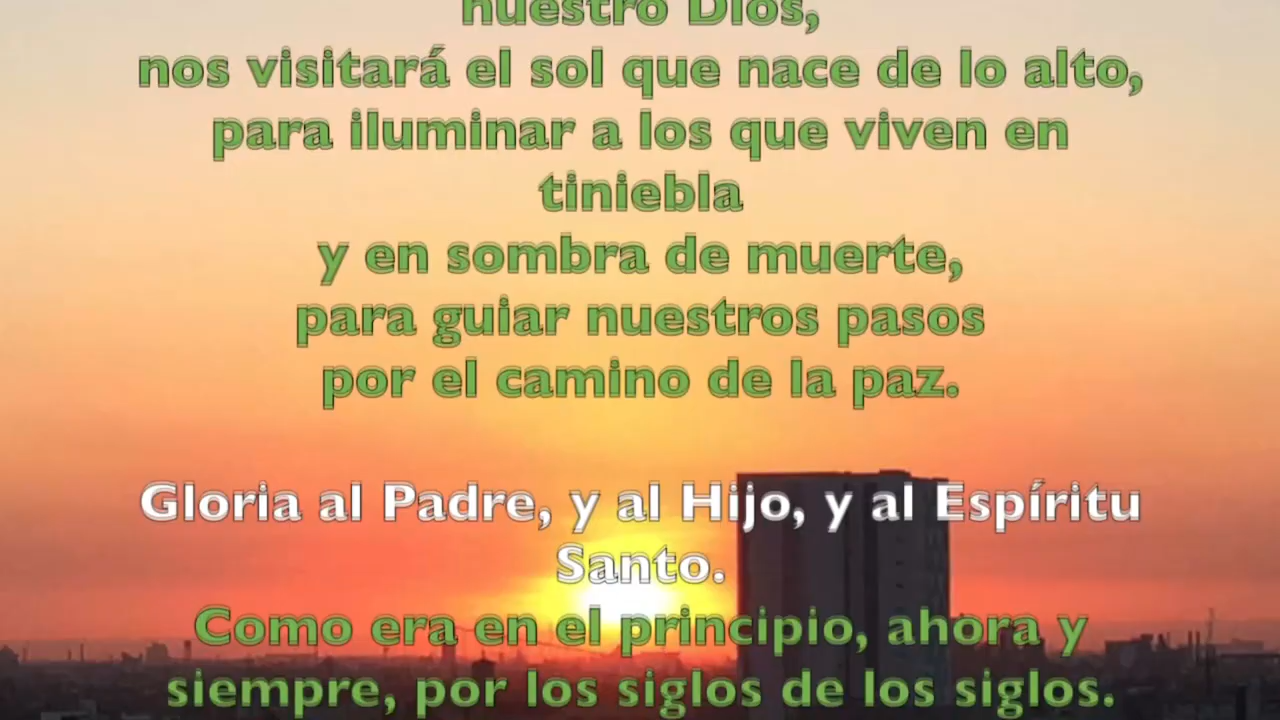 nuestro Dios,
nos visitará el sol que nace de lo alto,
para iluminar a los que viven en
tiniebla
y en sombra de muerte,
para guiar nuestros pasos
por el camino de la paz.
Gloria al Padre, y al Hijo, y al Espíritu
Santo.
Como era en el principio, ahora y
siempre, por los siglos de los siglos.